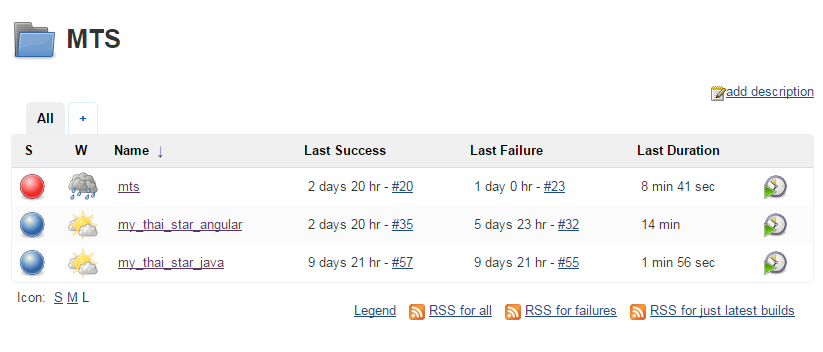 MTS
add description
All +
S W Name ↓ Last Success Last Failure Last Duration
mts 2 days 20 hr - #20 1 day 0 hr - #23 8 min 41 sec
my_thai_star_angular 2 days 20 hr - #35 5 days 23 hr - #32 14 min
my_thai_star_java 9 days 21 hr - #57 9 days 21 hr - #55 1 min 56 sec
Icon: S M L
Legend RSS for all RSS for failures RSS for just latest builds